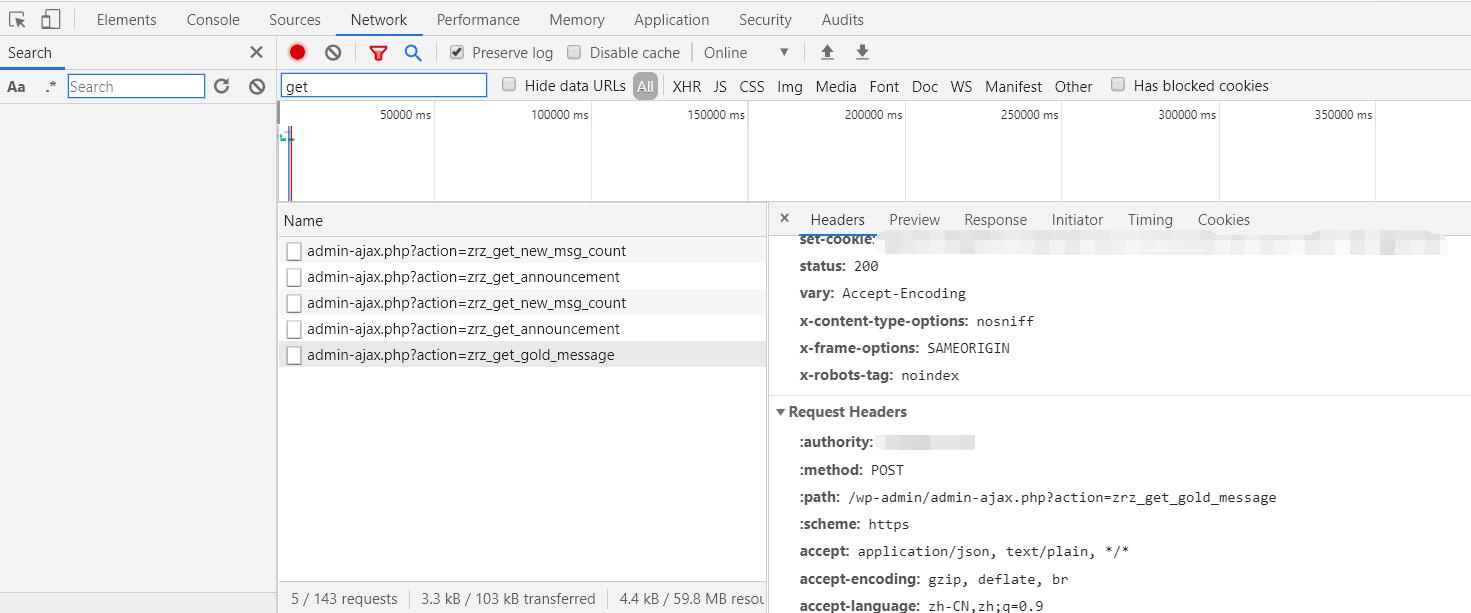 Elements Console Sources Network Performance Memory Application Security Audits
Search
Preserve log Disable cache Online
Aa .* Search
get Hide data URLs All XHR JS CSS Img Media Font Doc WS Manifest Other Has blocked cookies
50000 ms 100000 ms 150000 ms 200000 ms 250000 ms 300000 ms 350000 ms
Name
admin-ajax.php?action=zrz_get_new_msg_count
admin-ajax.php?action=zrz_get_announcement
admin-ajax.php?action=zrz_get_new_msg_count
admin-ajax.php?action=zrz_get_announcement
admin-ajax.php?action=zrz_get_gold_message
5 / 143 requests 3.3 kB / 103 kB transferred 4.4 kB / 59.8 MB resou
Headers Preview Response Initiator Timing Cookies
set-cookie:
status: 200
vary: Accept-Encoding
x-content-type-options: nosniff
x-frame-options: SAMEORIGIN
x-robots-tag: noindex
Request Headers
:authority:
:method: POST
:path: /wp-admin/admin-ajax.php?action=zrz_get_gold_message
:scheme: https
accept: application/json, text/plain, */*
accept-encoding: gzip, deflate, br
accept-language: zh-CN,zh;q=0.9